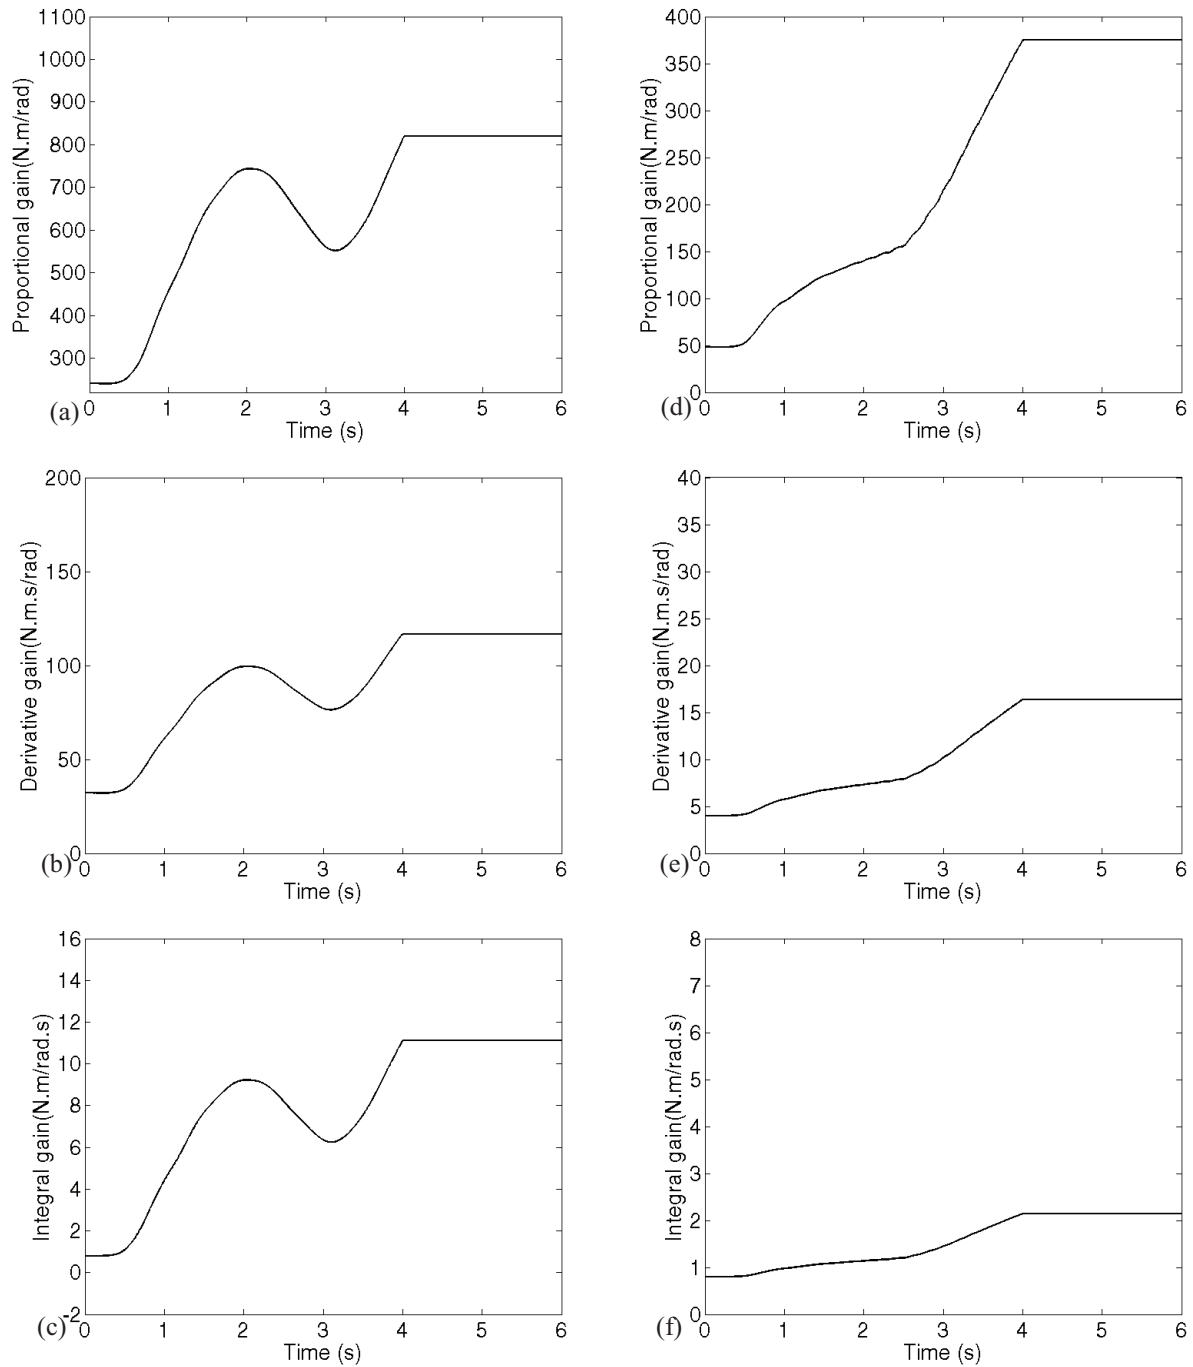 1100
1000
900
800
700
600
500
400
300
Proportional gain(N.m/rad)
(a)
0 1 2 3 4 5 6
Time (s)
400
350
300
250
200
150
100
50
0
Proportional gain(N.m/rad)
(d)
0 1 2 3 4 5 6
Time (s)
200
150
100
50
0
Derivative gain(N.m.s/rad)
(b)
0 1 2 3 4 5 6
Time (s)
40
35
30
25
20
15
10
5
0
Derivative gain(N.m.s/rad)
(e)
0 1 2 3 4 5 6
Time (s)
16
14
12
10
8
6
4
2
0
-2
Integral gain(N.m/rad.s)
(c)
0 1 2 3 4 5 6
Time (s)
8
7
6
5
4
3
2
1
0
Integral gain(N.m/rad.s)
(f)
0 1 2 3 4 5 6
Time (s)